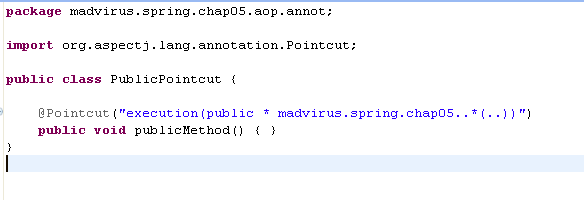 package madvirus.spring.chap05.aop.annot;
import org.aspectj.lang.annotation.Pointcut;
public class PublicPointcut {
@Pointcut("execution(public * madvirus.spring.chap05..*(..))")
public void publicMethod() { }
}